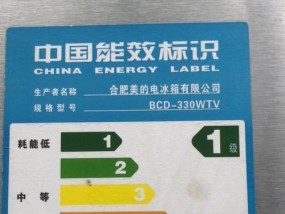 中国能效标识
CHINA ENERGY LABEL
生产者名称 合肥美的电冰箱有限公司
规格型号 BCD-330WTV
耗能低 1 1级
2
中等 3